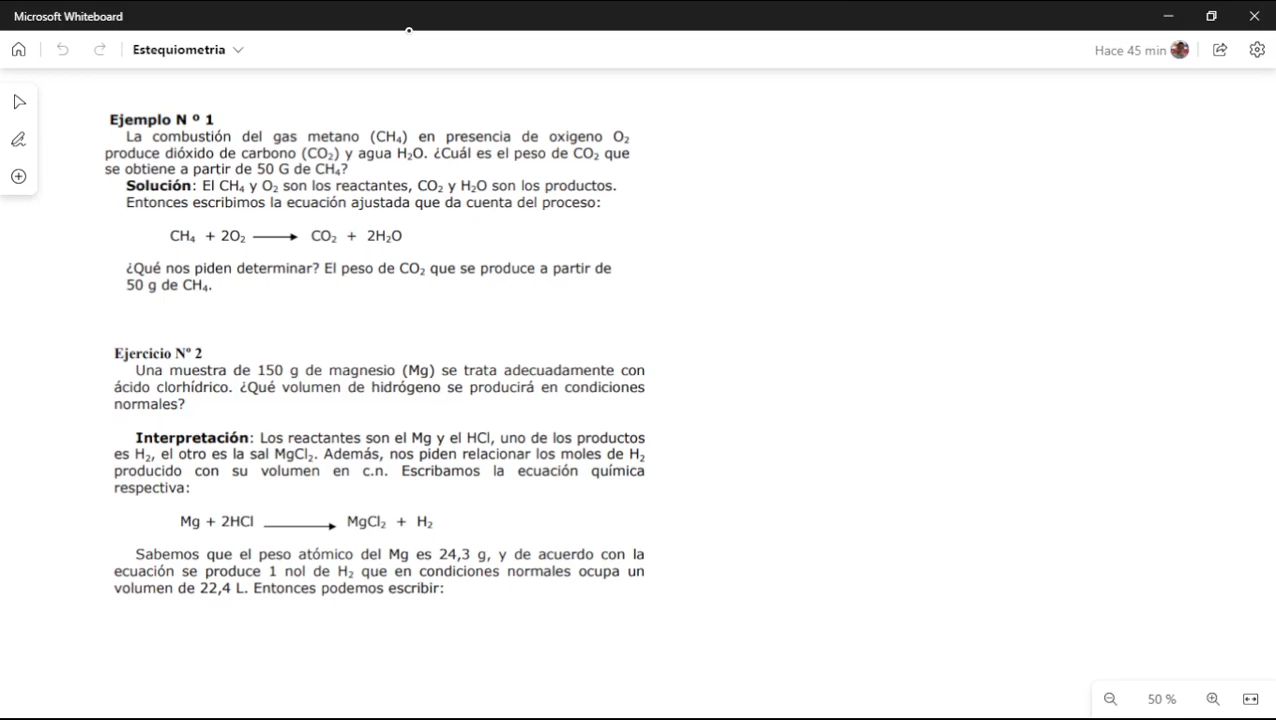 Microsoft Whiteboard
Estequiometria
Hace 45 min
Ejemplo N º 1
La combustión del gas metano (CH₄) en presencia de oxigeno O₂
produce dióxido de carbono (CO₂) y agua H₂O. ¿Cuál es el peso de CO₂ que
se obtiene a partir de 50 G de CH₄?
Solución: El CH₄ y O₂ son los reactantes, CO₂ y H₂O son los productos.
Entonces escribimos la ecuación ajustada que da cuenta del proceso:
CH₄ + 2O₂ ⟶ CO₂ + 2H₂O
¿Qué nos piden determinar? El peso de CO₂ que se produce a partir de
50 g de CH₄.
Ejercicio Nº 2
Una muestra de 150 g de magnesio (Mg) se trata adecuadamente con
ácido clorhídrico. ¿Qué volumen de hidrógeno se producirá en condiciones
normales?
Interpretación: Los reactantes son el Mg y el HCl, uno de los productos
es H₂, el otro es la sal MgCl₂. Además, nos piden relacionar los moles de H₂
producido con su volumen en c.n. Escribamos la ecuación química
respectiva:
Mg + 2HCl ⟶ MgCl₂ + H₂
Sabemos que el peso atómico del Mg es 24,3 g, y de acuerdo con la
ecuación se produce 1 nol de H₂ que en condiciones normales ocupa un
volumen de 22,4 L. Entonces podemos escribir:
50 %